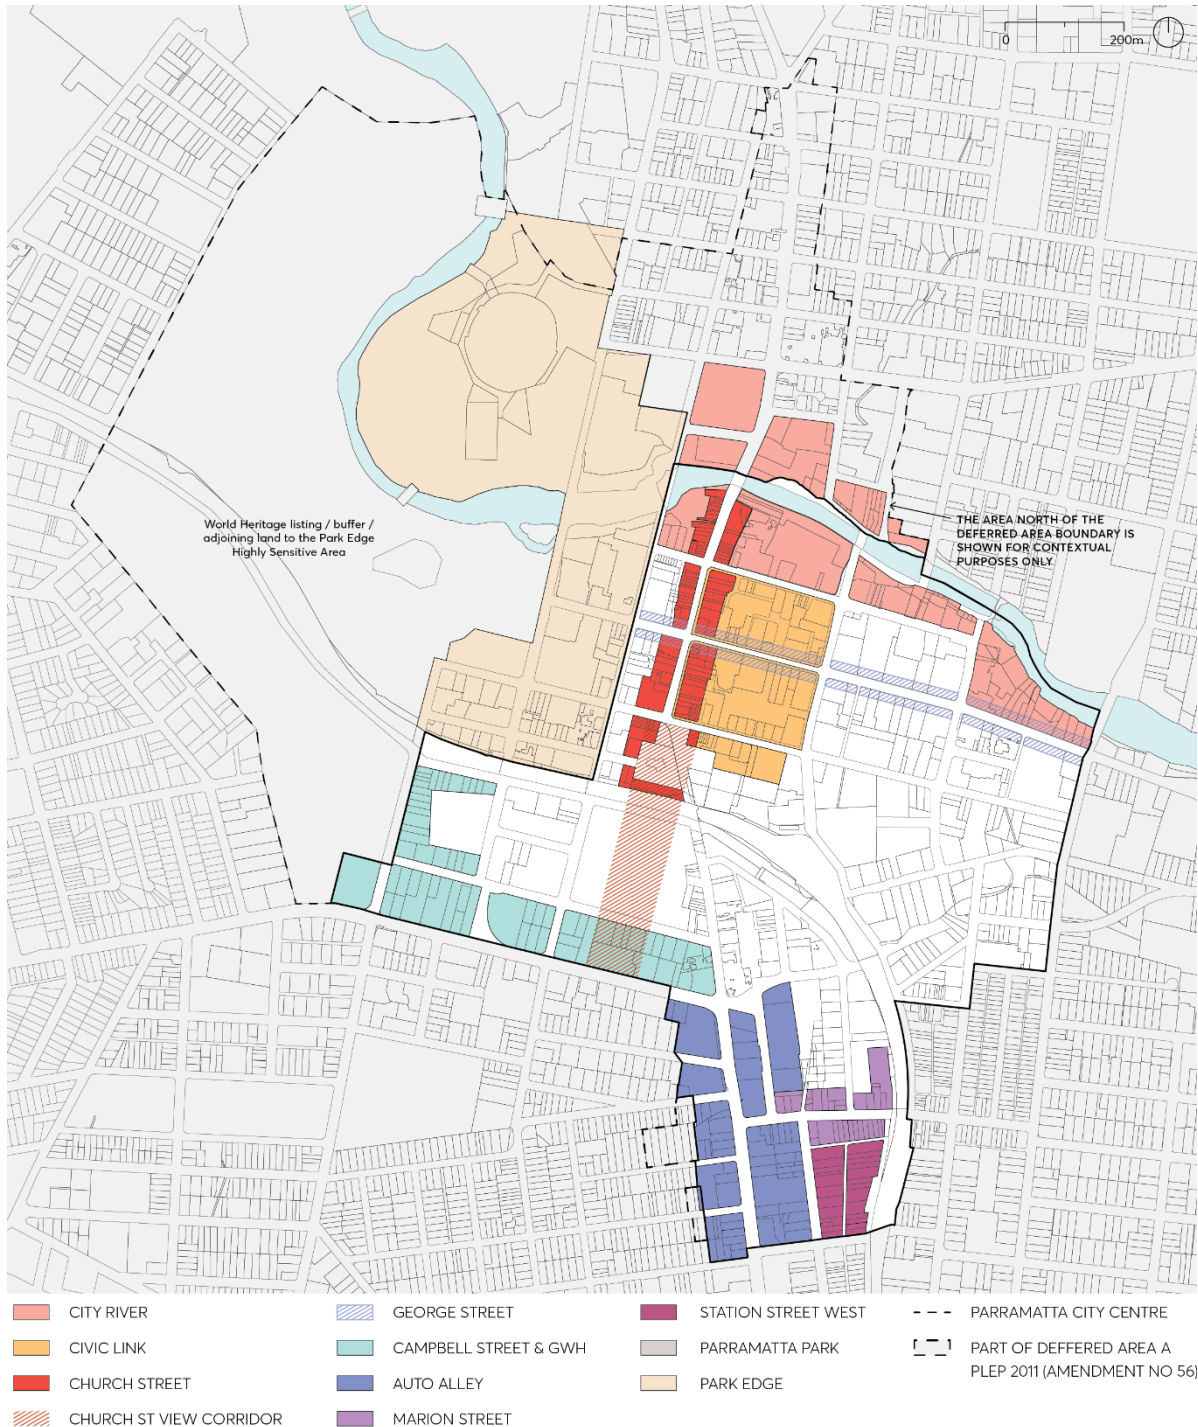 0 200m
World Heritage listing / buffer /
adjoining land to the Park Edge
Highly Sensitive Area
THE AREA NORTH OF THE
DEFERRED AREA BOUNDARY IS
SHOWN FOR CONTEXTUAL
PURPOSES ONLY
CITY RIVER
CIVIC LINK
CHURCH STREET
CHURCH ST VIEW CORRIDOR
GEORGE STREET
CAMPBELL STREET & GWH
AUTO ALLEY
MARION STREET
STATION STREET WEST
PARRAMATTA PARK
PARK EDGE
PARRAMATTA CITY CENTRE
PART OF DEFFERED AREA A
PLEP 2011 (AMENDMENT NO 56)